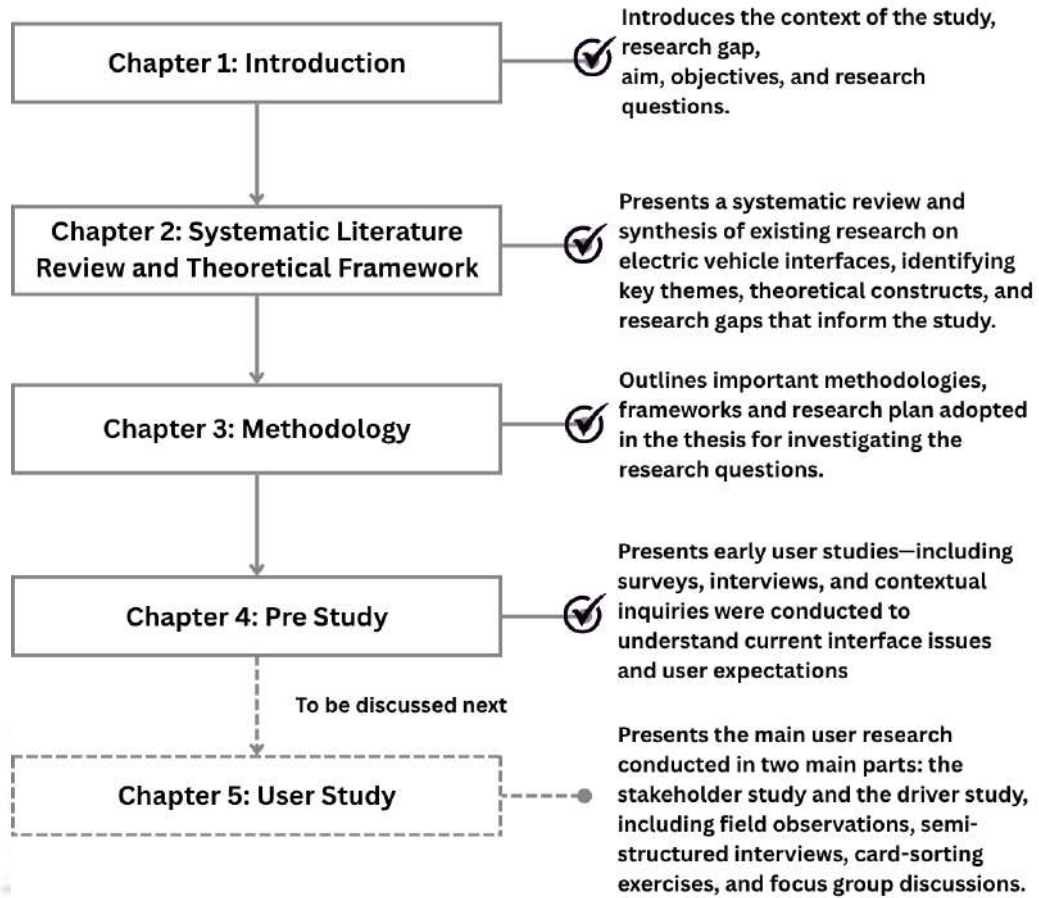 Chapter 1: Introduction
Introduces the context of the study,
research gap,
aim, objectives, and research
questions.
Chapter 2: Systematic Literature
Review and Theoretical Framework
Presents a systematic review and
synthesis of existing research on
electric vehicle interfaces, identifying
key themes, theoretical constructs, and
research gaps that inform the study.
Chapter 3: Methodology
Outlines important methodologies,
frameworks and research plan adopted
in the thesis for investigating the
research questions.
Chapter 4: Pre Study
Presents early user studies—including
surveys, interviews, and contextual
inquiries were conducted to
understand current interface issues
and user expectations
To be discussed next
Chapter 5: User Study
Presents the main user research
conducted in two main parts: the
stakeholder study and the driver study,
including field observations, semi-
structured interviews, card-sorting
exercises, and focus group discussions.